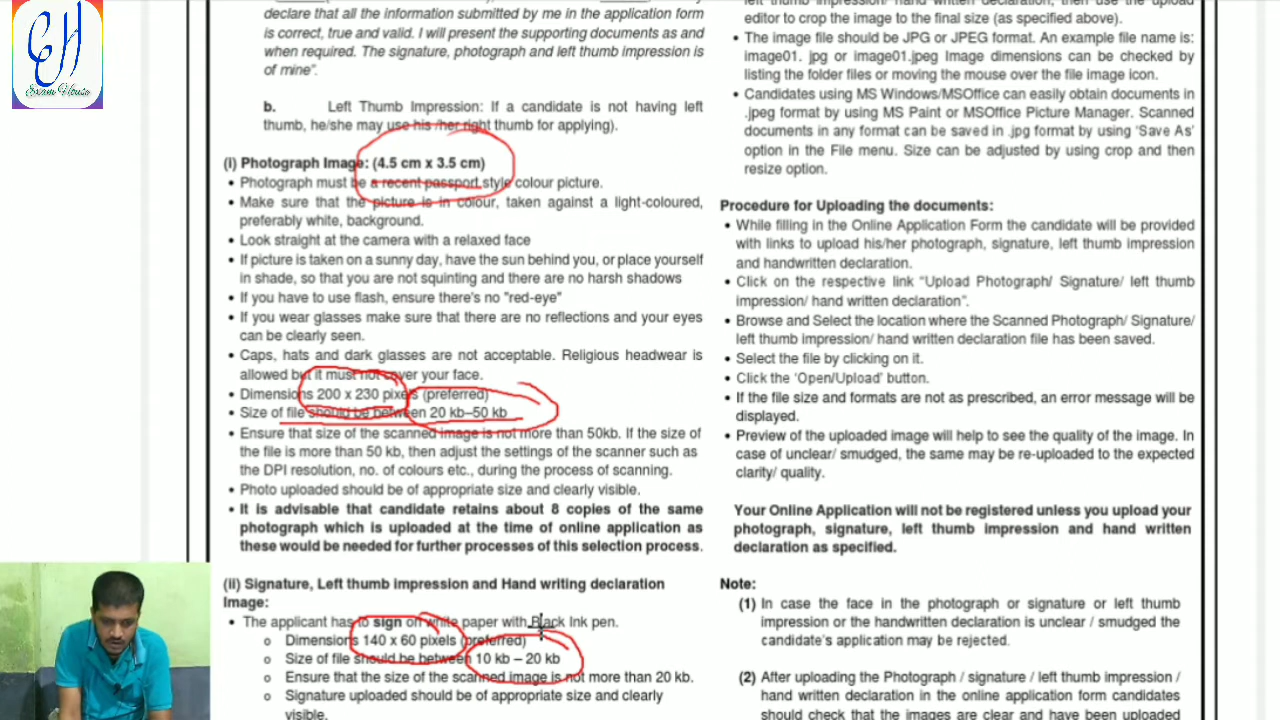 GH
Exam House
declare that all the information submitted by me in the application form
is correct, true and valid. I will present the supporting documents as and
when required. The signature, photograph and left thumb impression is
of mine".
b. Left Thumb Impression: If a candidate is not having left
thumb, he/she may use his /her right thumb for applying).
(i) Photograph Image: (4.5 cm x 3.5 cm)
• Photograph must be a recent passport style colour picture.
• Make sure that the picture is in colour, taken against a light-coloured,
preferably white, background.
• Look straight at the camera with a relaxed face
• If picture is taken on a sunny day, have the sun behind you, or place yourself
in shade, so that you are not squinting and there are no harsh shadows
• If you have to use flash, ensure there's no "red-eye"
• If you wear glasses make sure that there are no reflections and your eyes
can be clearly seen.
• Caps, hats and dark glasses are not acceptable. Religious headwear is
allowed but it must not cover your face.
• Dimensions 200 x 230 pixels (preferred)
• Size of file should be between 20 kb–50 kb
• Ensure that size of the scanned image is not more than 50kb. If the size of
the file is more than 50 kb, then adjust the settings of the scanner such as
the DPI resolution, no. of colours etc., during the process of scanning.
• Photo uploaded should be of appropriate size and clearly visible.
• It is advisable that candidate retains about 8 copies of the same
photograph which is uploaded at the time of online application as
these would be needed for further processes of this selection process.
(ii) Signature, Left thumb impression and Hand writing declaration
Image:
• The applicant has to sign on white paper with Black Ink pen.
o Dimensions 140 x 60 pixels (preferred)
o Size of file should be between 10 kb – 20 kb
o Ensure that the size of the scanned image is not more than 20 kb.
o Signature uploaded should be of appropriate size and clearly
visible.
left thumb impression/ hand written declaration, then use the upload
editor to crop the image to the final size (as specified above).
• The image file should be JPG or JPEG format. An example file name is:
image01. jpg or image01.jpeg Image dimensions can be checked by
listing the folder files or moving the mouse over the file image icon.
• Candidates using MS Windows/MSOffice can easily obtain documents in
.jpeg format by using MS Paint or MSOffice Picture Manager. Scanned
documents in any format can be saved in .jpg format by using 'Save As'
option in the File menu. Size can be adjusted by using crop and then
resize option.
Procedure for Uploading the documents:
• While filling in the Online Application Form the candidate will be provided
with links to upload his/her photograph, signature, left thumb impression
and handwritten declaration.
• Click on the respective link "Upload Photograph/ Signature/ left thumb
impression/ hand written declaration".
• Browse and Select the location where the Scanned Photograph/ Signature/
left thumb impression/ hand written declaration file has been saved.
• Select the file by clicking on it.
• Click the 'Open/Upload' button.
• If the file size and formats are not as prescribed, an error message will be
displayed.
• Preview of the uploaded image will help to see the quality of the image. In
case of unclear/ smudged, the same may be re-uploaded to the expected
clarity/ quality.
Your Online Application will not be registered unless you upload your
photograph, signature, left thumb impression and hand written
declaration as specified.
Note:
(1) In case the face in the photograph or signature or left thumb
impression or the handwritten declaration is unclear / smudged the
candidate's application may be rejected.
(2) After uploading the Photograph / signature / left thumb impression /
hand written declaration in the online application form candidates
should check that the images are clear and have been uploaded